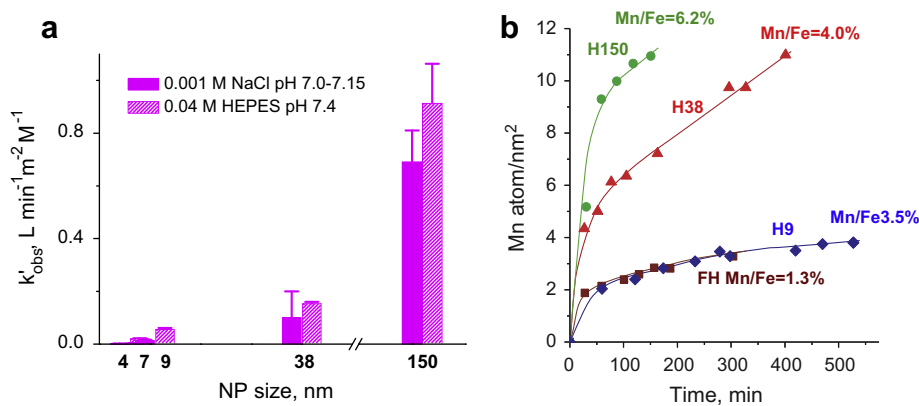 a
0.001 M NaCl pH 7.0-7.15
0.04 M HEPES pH 7.4
k'obs, L min⁻¹m⁻² M⁻¹
0.8
0.4
0.0
4 7 9 38 150
NP size, nm
b
Mn/Fe=6.2%
Mn/Fe=4.0%
H150
H38
Mn/Fe3.5%
H9
FH Mn/Fe=1.3%
Mn atom/nm²
12
10
8
6
4
2
0
0 100 200 300 400 500
Time, min